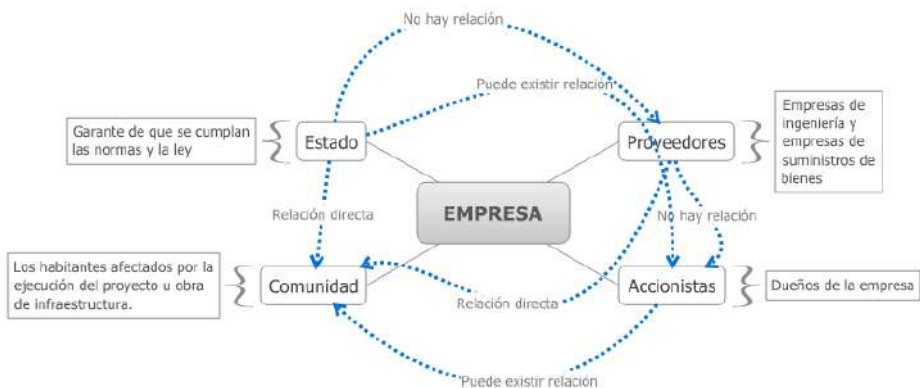 No hay relación
Puede existir relación
Garante de que se cumplan
las normas y la ley
Estado
Proveedores
Empresas de
ingeniería y
empresas de
suministros de
bienes
EMPRESA
Relación directa
No hay relación
Los habitantes afectados por la
ejecución del proyecto u obra
de infraestructura.
Comunidad
Accionistas
Dueños de la empresa
Relación directa
Puede existir relación